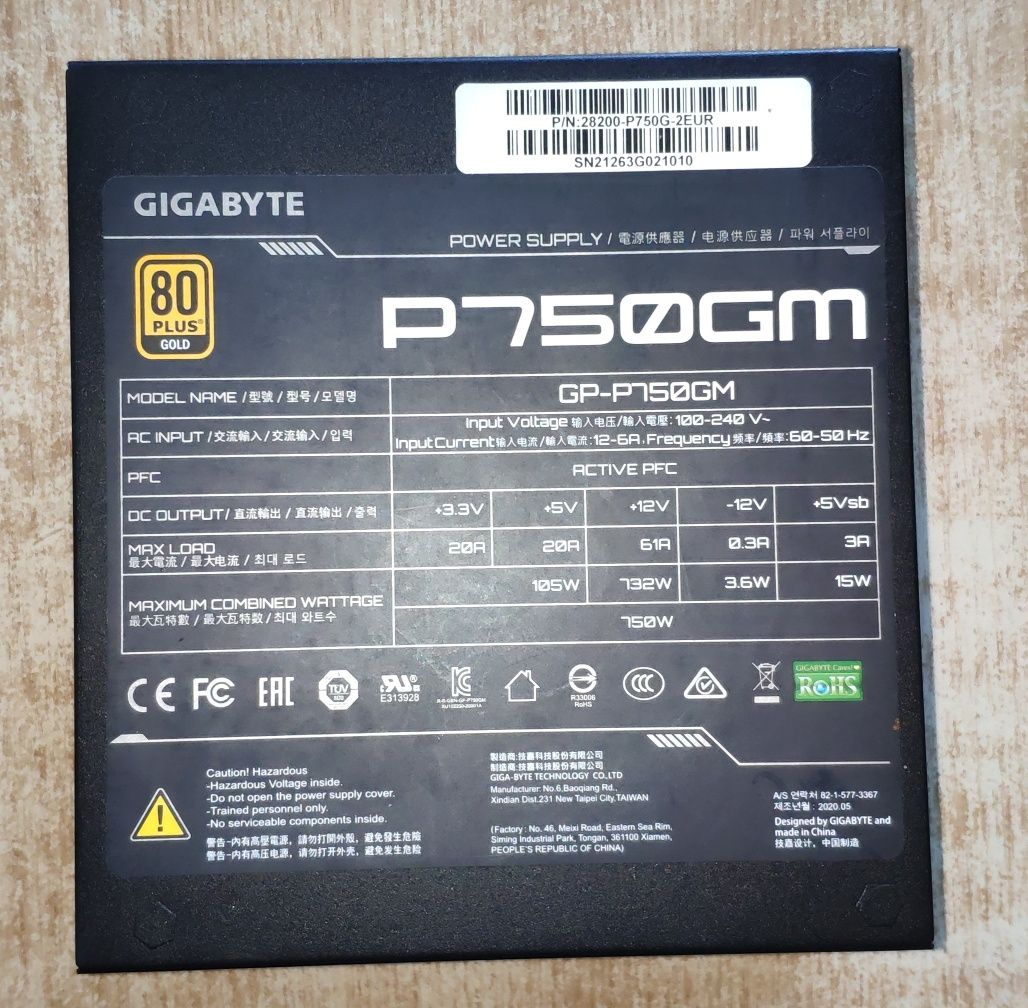 P/N:28200-P750G-2EUR
SN21263G021010
GIGABYTE
POWER SUPPLY / 電源供應器 / 电源供应器 / 파워 서플라이
80
PLUS®
GOLD
P750GM
MODEL NAME / 型號 / 型号 / 모델명 GP-P750GM
AC INPUT / 交流輸入 / 交流输入 / 입력 Input Voltage 输入电压/輸入電壓: 100-240 V~
Input Current 输入电流/輸入電流: 12-6A, Frequency 频率/頻率: 60-50 Hz
PFC ACTIVE PFC
DC OUTPUT / 直流輸出 / 直流输出 / 출력 +3.3V +5V +12V -12V +5Vsb
MAX LOAD 20A 20A 61A 0.3A 3A
最大電流 / 最大电流 / 최대 로드
105W 732W 3.6W 15W
MAXIMUM COMBINED WATTAGE
最大瓦特數 / 最大瓦特数 / 최대 와트수
750W
CE FC EAC TÜV SÜD
E313928
R33006
RoHS
CCC
GIGABYTE Cares!
RoHS
Caution! Hazardous
-Hazardous Voltage inside.
-Do not open the power supply cover.
-Trained personnel only.
-No serviceable components inside.
警告-內有高壓電源，請勿打開外殼，避免發生危險
警告-内有高压电源，请勿打开外壳，避免发生危险
製造商:技嘉科技股份有限公司
制造商:技嘉科技股份有限公司
GIGA-BYTE TECHNOLOGY CO.,LTD
Manufacturer: No.6,Baoqiang Rd.,
Xindian Dist.231 New Taipei City,TAIWAN
(Factory : No. 46, Meixi Road, Eastern Sea Rim,
Siming Industrial Park, Tongan, 361100 Xiamen,
PEOPLE'S REPUBLIC OF CHINA)
A/S 연락처 82-1-577-3367
제조년월 : 2020.05
Designed by GIGABYTE and
made in China
技嘉设计，中国制造